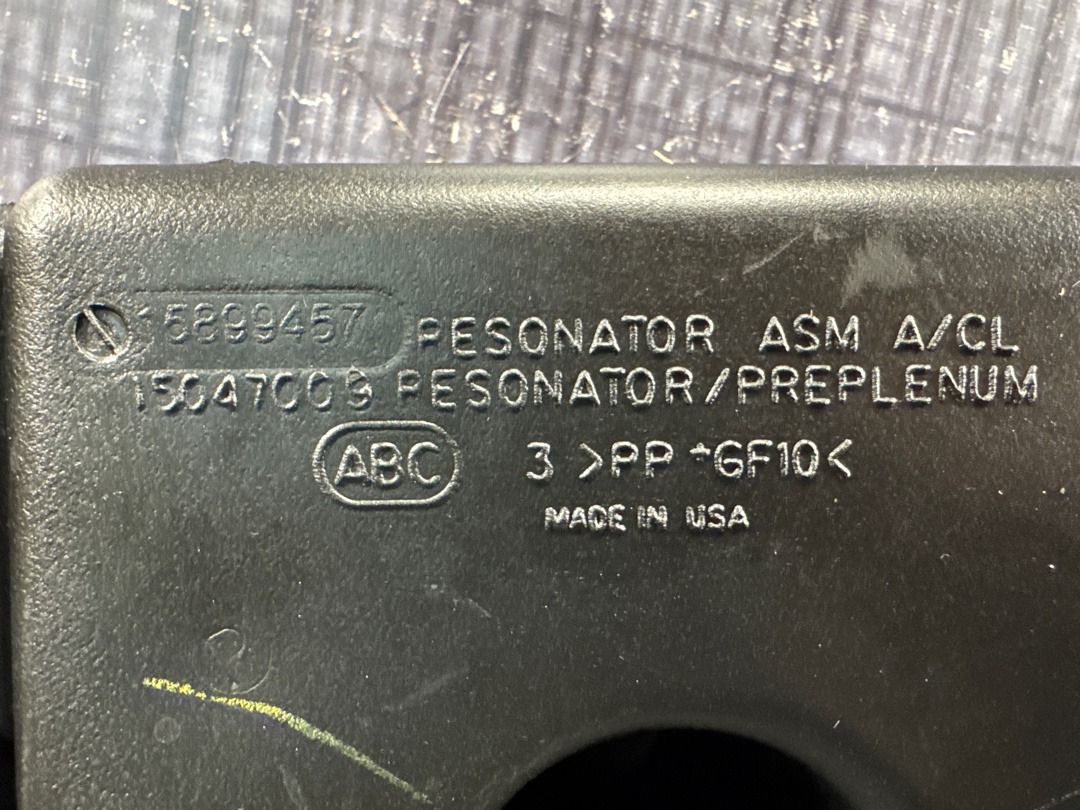 15899457 RESONATOR ASM A/CL
15047009 RESONATOR/PREPLENUM
ABC 3 >PP+GF10<
MADE IN USA